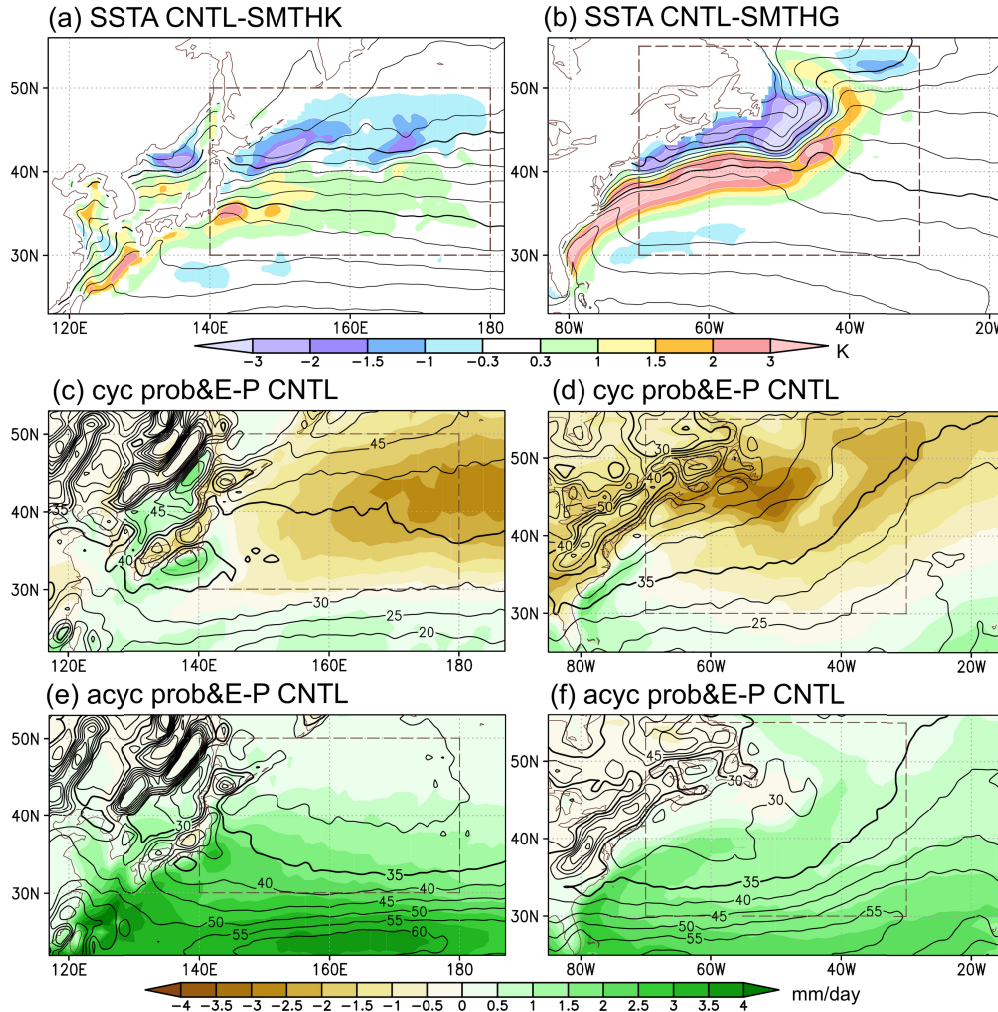 (a) SSTA CNTL-SMTHK
(b) SSTA CNTL-SMTHG
50N
40N
30N
120E 140E 160E 180
50N
40N
30N
80W 60W 40W 20W
-3 -2 -1.5 -1 -0.3 0.3 1 1.5 2 3 K
(c) cyc prob&E-P CNTL
(d) cyc prob&E-P CNTL
50N
40N
30N
35 45 40 45 35 30 25 20
120E 140E 160E 180
50N
40N
30N
30 40 50 40 35 25
80W 60W 40W 20W
(e) acyc prob&E-P CNTL
(f) acyc prob&E-P CNTL
50N
40N
30N
30 35 40 45 50 50 55 55 60
120E 140E 160E 180
50N
40N
30N
45 30 30 35 40 45 50 55 55
80W 60W 40W 20W
-4 -3.5 -3 -2.5 -2 -1.5 -1 -0.5 0 0.5 1 1.5 2 2.5 3 3.5 4 mm/day